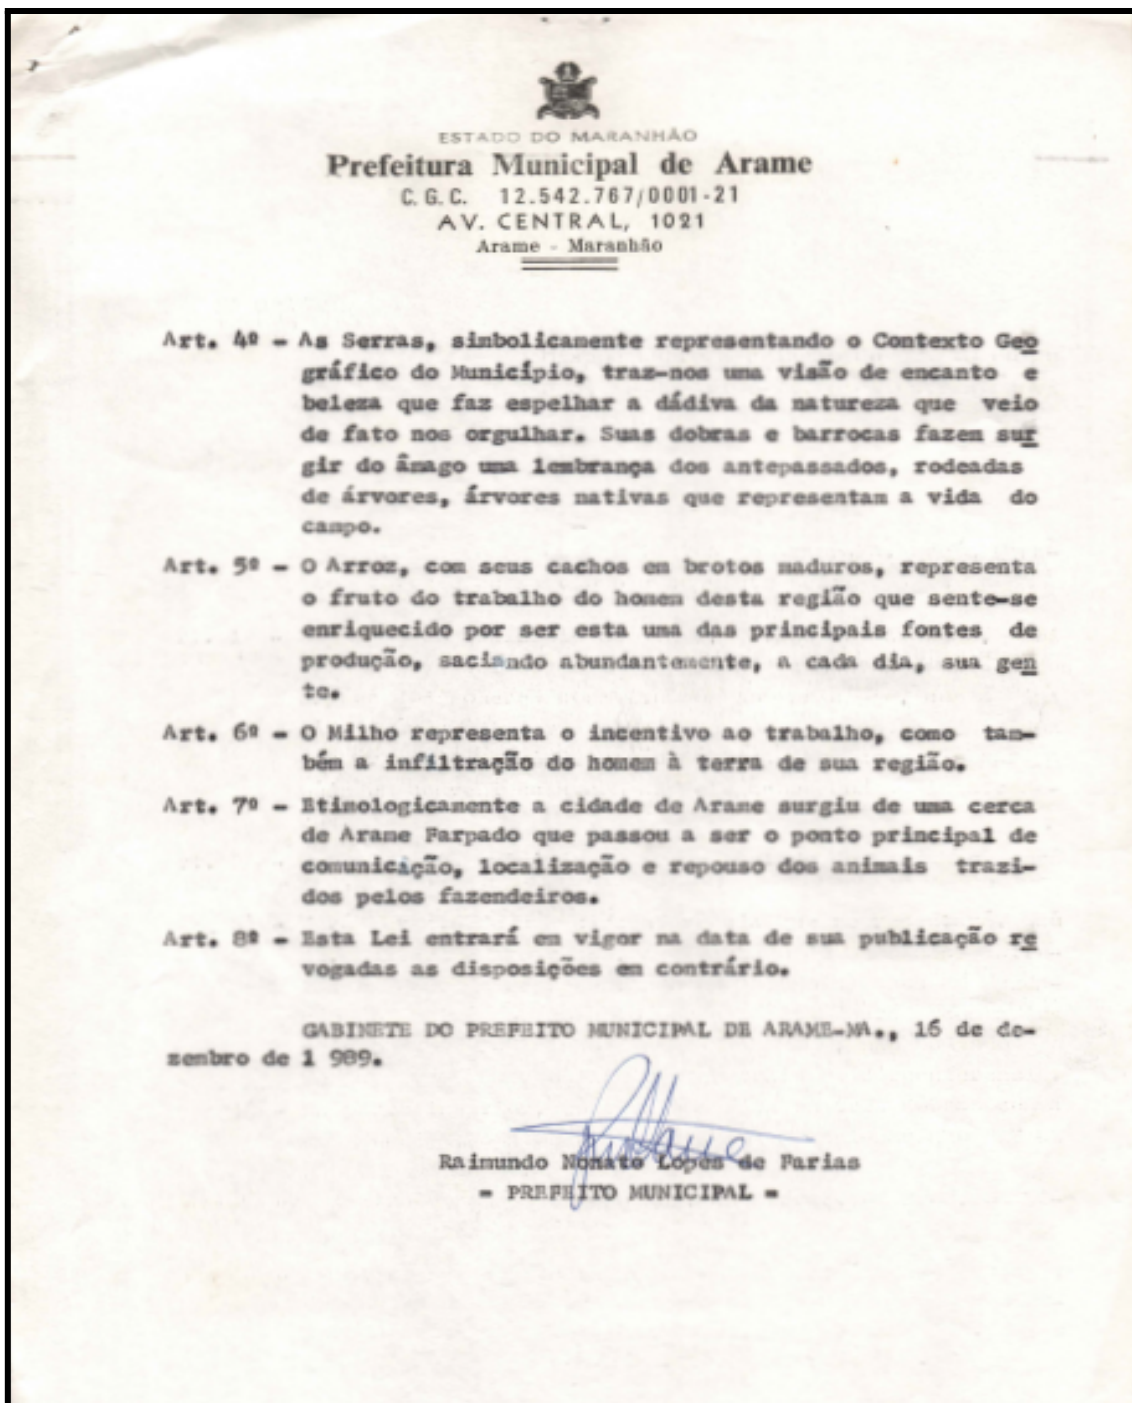 ESTADO DO MARANHÃO
Prefeitura Municipal de Arame
C. G. C. 12.542.767/0001-21
AV. CENTRAL, 1021
Arame - Maranhão
Art. 4º - As Serras, simbolicamente representando o Contexto Geo
gráfico do Município, traz-nos uma visão de encanto e
beleza que faz espelhar a dádiva da natureza que veio
de fato nos orgulhar. Suas dobras e barrocas fazem sur
gir do âmago uma lembrança dos antepassados, rodeadas
de árvores, árvores nativas que representam a vida do
campo.
Art. 5º - O Arroz, com seus cachos em brotos maduros, representa
o fruto do trabalho do homem desta região que sente-se
enriquecido por ser esta uma das principais fontes de
produção, saciando abundantemente, a cada dia, sua gen
te.
Art. 6º - O Milho representa o incentivo ao trabalho, como tam-
bém a infiltração do homem à terra de sua região.
Art. 7º - Etimologicamente a cidade de Arame surgiu de uma cerca
de Arame Farpado que passou a ser o ponto principal de
comunicação, localização e repouso dos animais trazi-
dos pelos fazendeiros.
Art. 8º - Esta Lei entrará em vigor na data de sua publicação re
vogadas as disposições em contrário.
GABINETE DO PREFEITO MUNICIPAL DE ARAME-MA., 16 de de-
zembro de 1 989.
Raimundo Nonato Lopes de Farias
- PREFEITO MUNICIPAL -